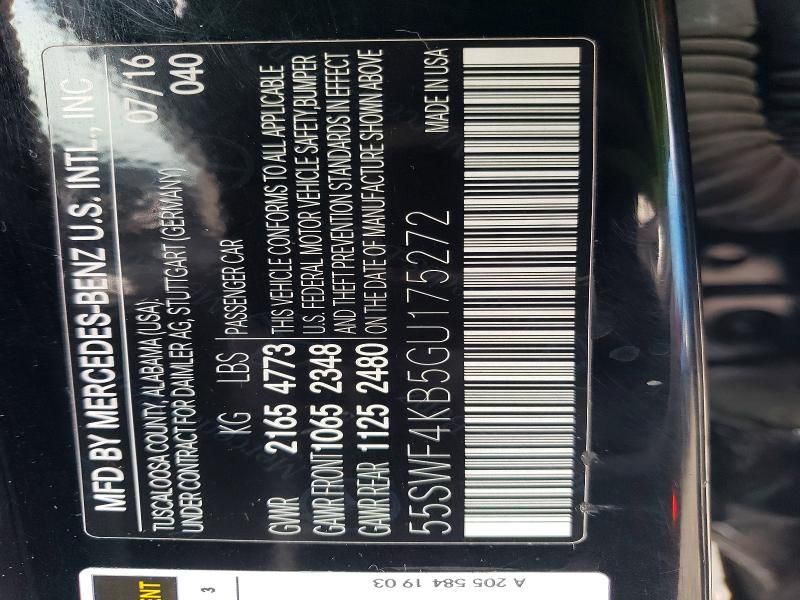 MFD BY MERCEDES-BENZ U.S. INTL., INC
TUSCALOOSA COUNTY, ALABAMA (USA), 07/16
UNDER CONTRACT FOR DAIMLER AG, STUTTGART (GERMANY) 040
KG LBS PASSENGER CAR
GWR 2165 4773 THIS VEHICLE CONFORMS TO ALL APPLICABLE
GAWR FRONT 1065 2348 U.S. FEDERAL MOTOR VEHICLE SAFETY BUMPER
GAWR REAR 1125 2480 AND THEFT PREVENTION STANDARDS IN EFFECT
ON THE DATE OF MANUFACTURE SHOWN ABOVE
55SWF4KB5GU175272 MADE IN USA
3
A 205 584 19 03